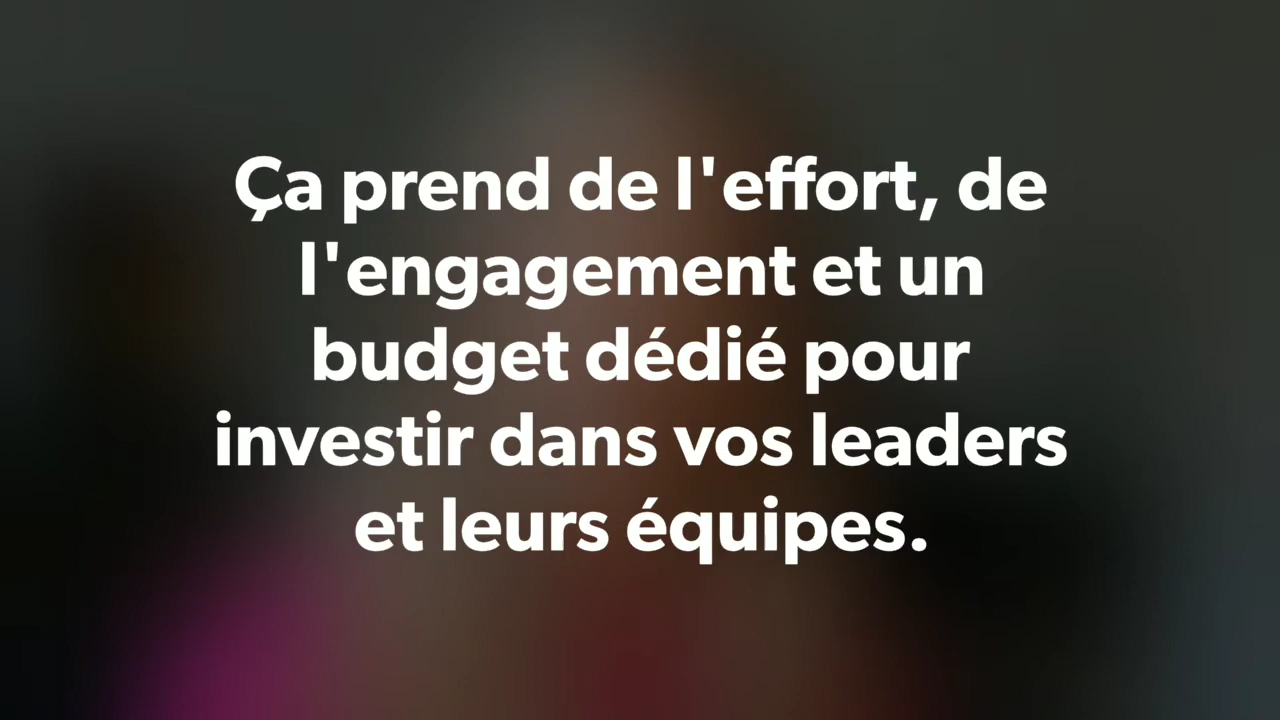 Ça prend de l'effort, de
l'engagement et un
budget dédié pour
investir dans vos leaders
et leurs équipes.